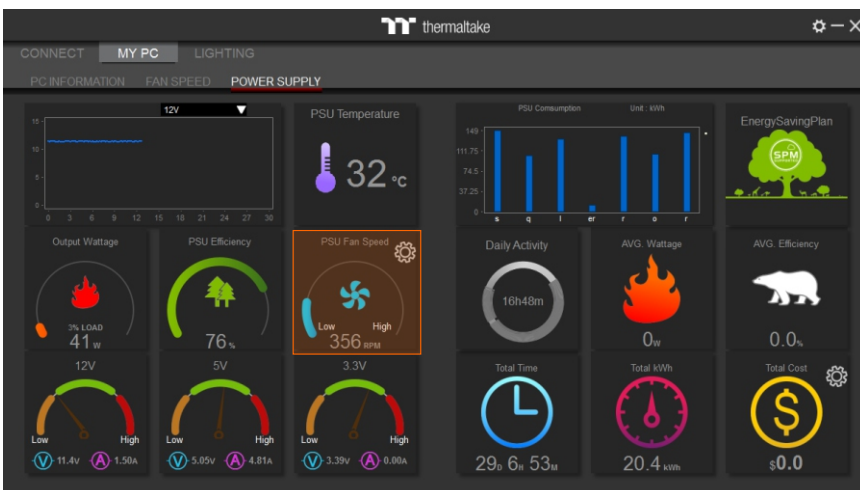 thermaltake
CONNECT MY PC LIGHTING
PC INFORMATION FAN SPEED POWER SUPPLY
12V
15
10
5
0
0 3 6 9 12 15 18 21 24 27 30
PSU Temperature
32 °C
PSU Comsumption Unit : kWh
149
111.75
74.5
37.25
0
s q l er r o r
EnergySavingPlan
SPM
Output Wattage
3% LOAD
41 W
PSU Efficiency
76 %
PSU Fan Speed
Low High
356 RPM
Daily Activity
16h48m
AVG. Wattage
0W
AVG. Efficiency
0.0%
12V
Low High
V 11.4V A 1.50A
5V
Low High
V 5.05V A 4.81A
3.3V
Low High
V 3.39V A 0.00A
Total Time
29D 6H 53M
Total kWh
20.4 kWh
Total Cost
$
$0.0